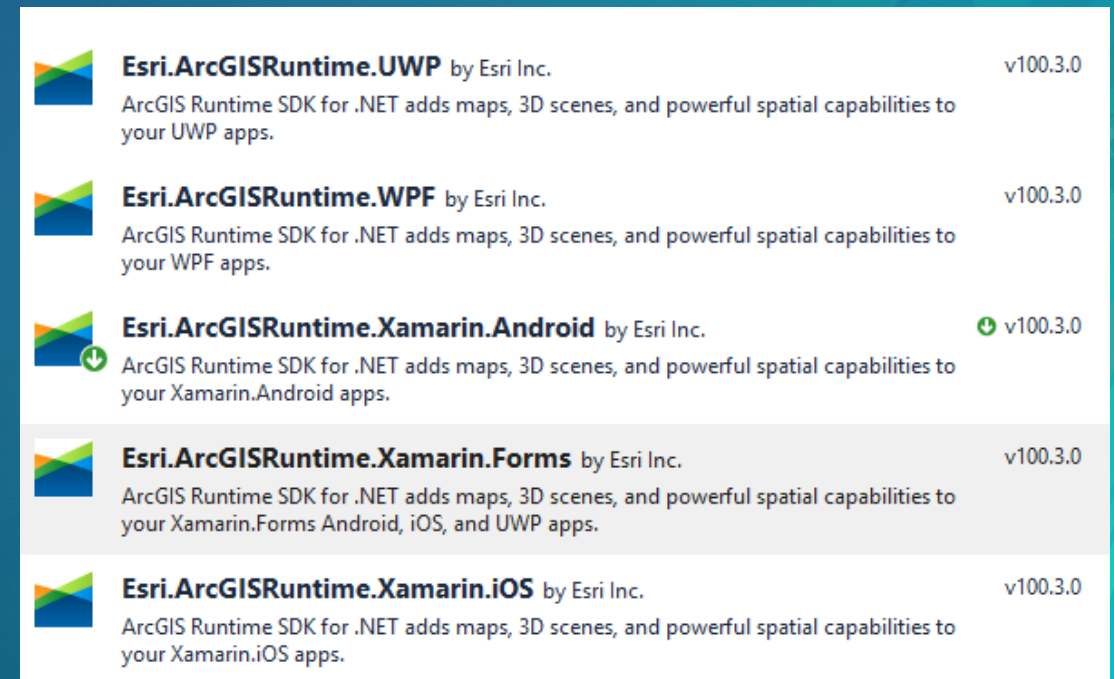 Esri.ArcGISRuntime.UWP by Esri Inc. v100.3.0
ArcGIS Runtime SDK for .NET adds maps, 3D scenes, and powerful spatial capabilities to
your UWP apps.
Esri.ArcGISRuntime.WPF by Esri Inc. v100.3.0
ArcGIS Runtime SDK for .NET adds maps, 3D scenes, and powerful spatial capabilities to
your WPF apps.
Esri.ArcGISRuntime.Xamarin.Android by Esri Inc. v100.3.0
ArcGIS Runtime SDK for .NET adds maps, 3D scenes, and powerful spatial capabilities to
your Xamarin.Android apps.
Esri.ArcGISRuntime.Xamarin.Forms by Esri Inc. v100.3.0
ArcGIS Runtime SDK for .NET adds maps, 3D scenes, and powerful spatial capabilities to
your Xamarin.Forms Android, iOS, and UWP apps.
Esri.ArcGISRuntime.Xamarin.iOS by Esri Inc. v100.3.0
ArcGIS Runtime SDK for .NET adds maps, 3D scenes, and powerful spatial capabilities to
your Xamarin.iOS apps.